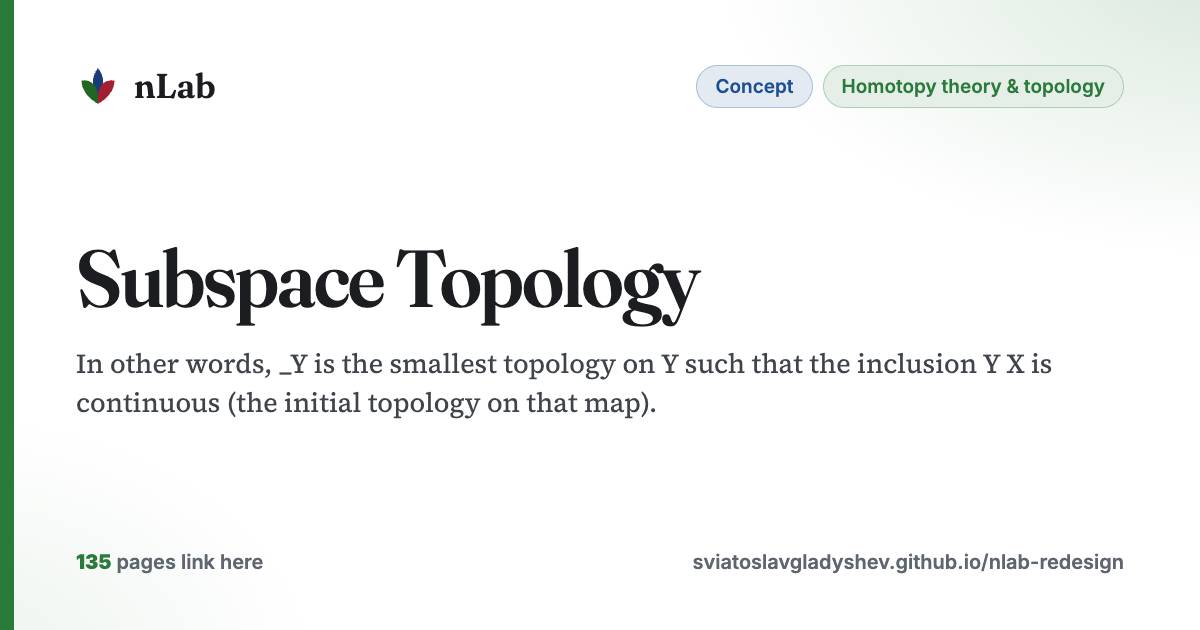 nLab
Concept
Homotopy theory & topology
Subspace Topology
In other words, _Y is the smallest topology on Y such that the inclusion Y X is
continuous (the initial topology on that map).
135 pages link here
sviatoslavgladyshev.github.io/nlab-redesign